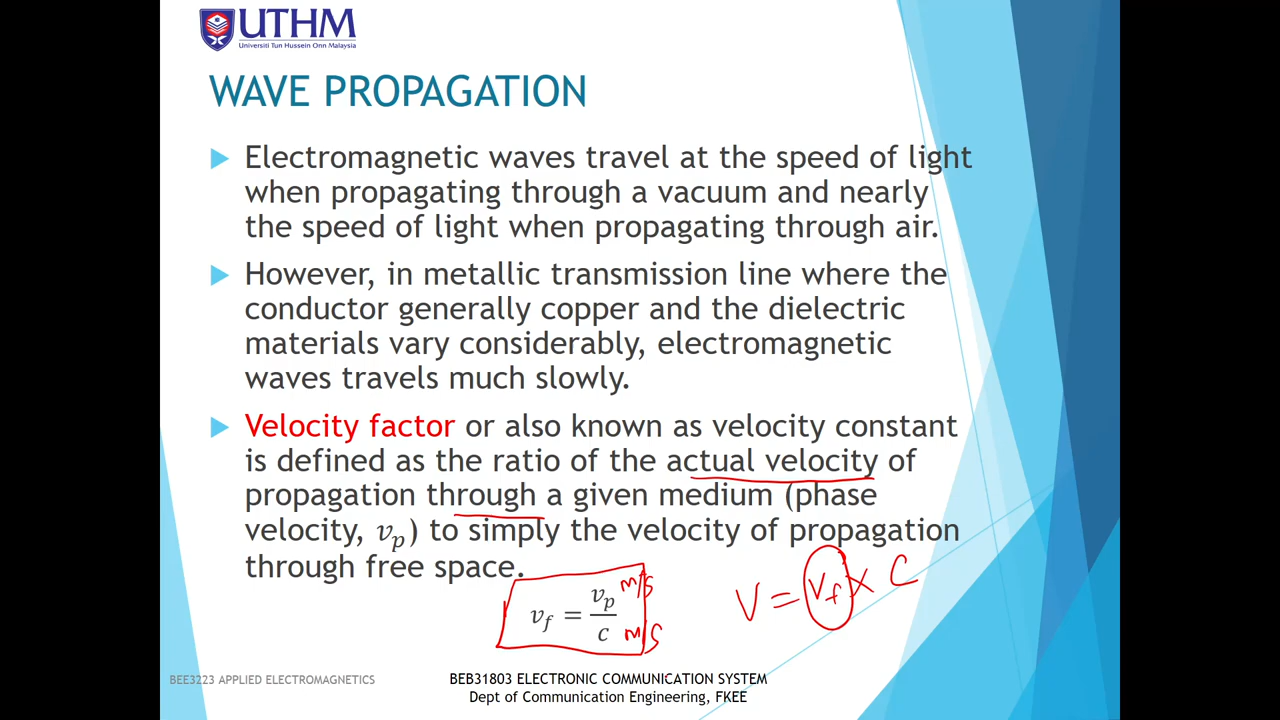 UTHM
Universiti Tun Hussein Onn Malaysia
WAVE PROPAGATION
Electromagnetic waves travel at the speed of light
when propagating through a vacuum and nearly
the speed of light when propagating through air.
However, in metallic transmission line where the
conductor generally copper and the dielectric
materials vary considerably, electromagnetic
waves travels much slowly.
Velocity factor or also known as velocity constant
is defined as the ratio of the actual velocity of
propagation through a given medium (phase
velocity, v_p) to simply the velocity of propagation
through free space.
v_f = v_p/c
m/s
m/s
V = V_f × C
BEE3223 APPLIED ELECTROMAGNETICS
BEB31803 ELECTRONIC COMMUNICATION SYSTEM
Dept of Communication Engineering, FKEE